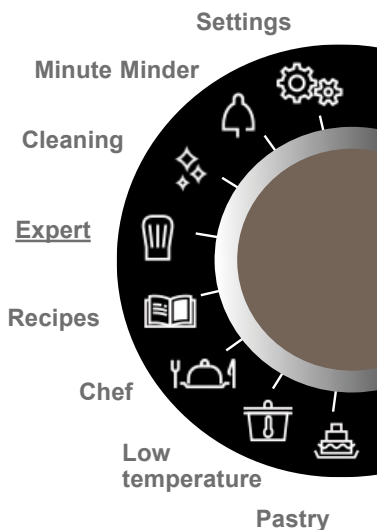 Settings
Minute Minder
Cleaning
Expert
Recipes
Chef
Low
temperature
Pastry